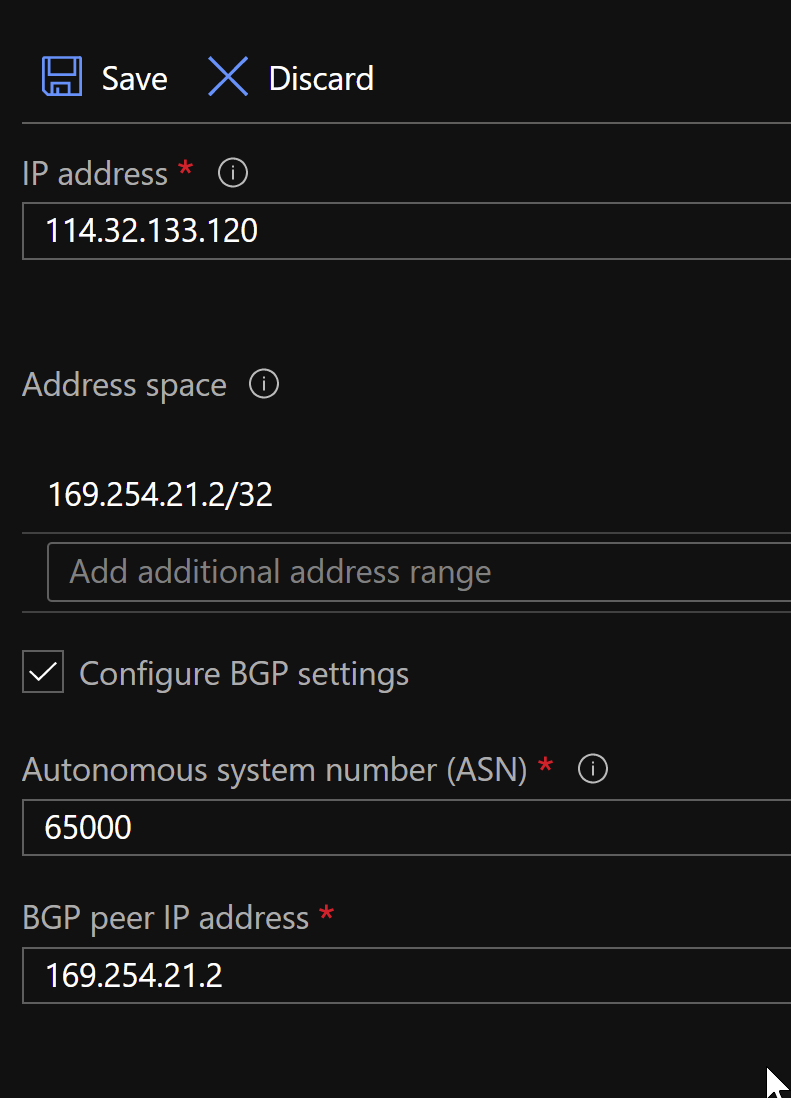 Save Discard
IP address *
114.32.133.120
Address space
169.254.21.2/32
Add additional address range
Configure BGP settings
Autonomous system number (ASN) *
65000
BGP peer IP address *
169.254.21.2